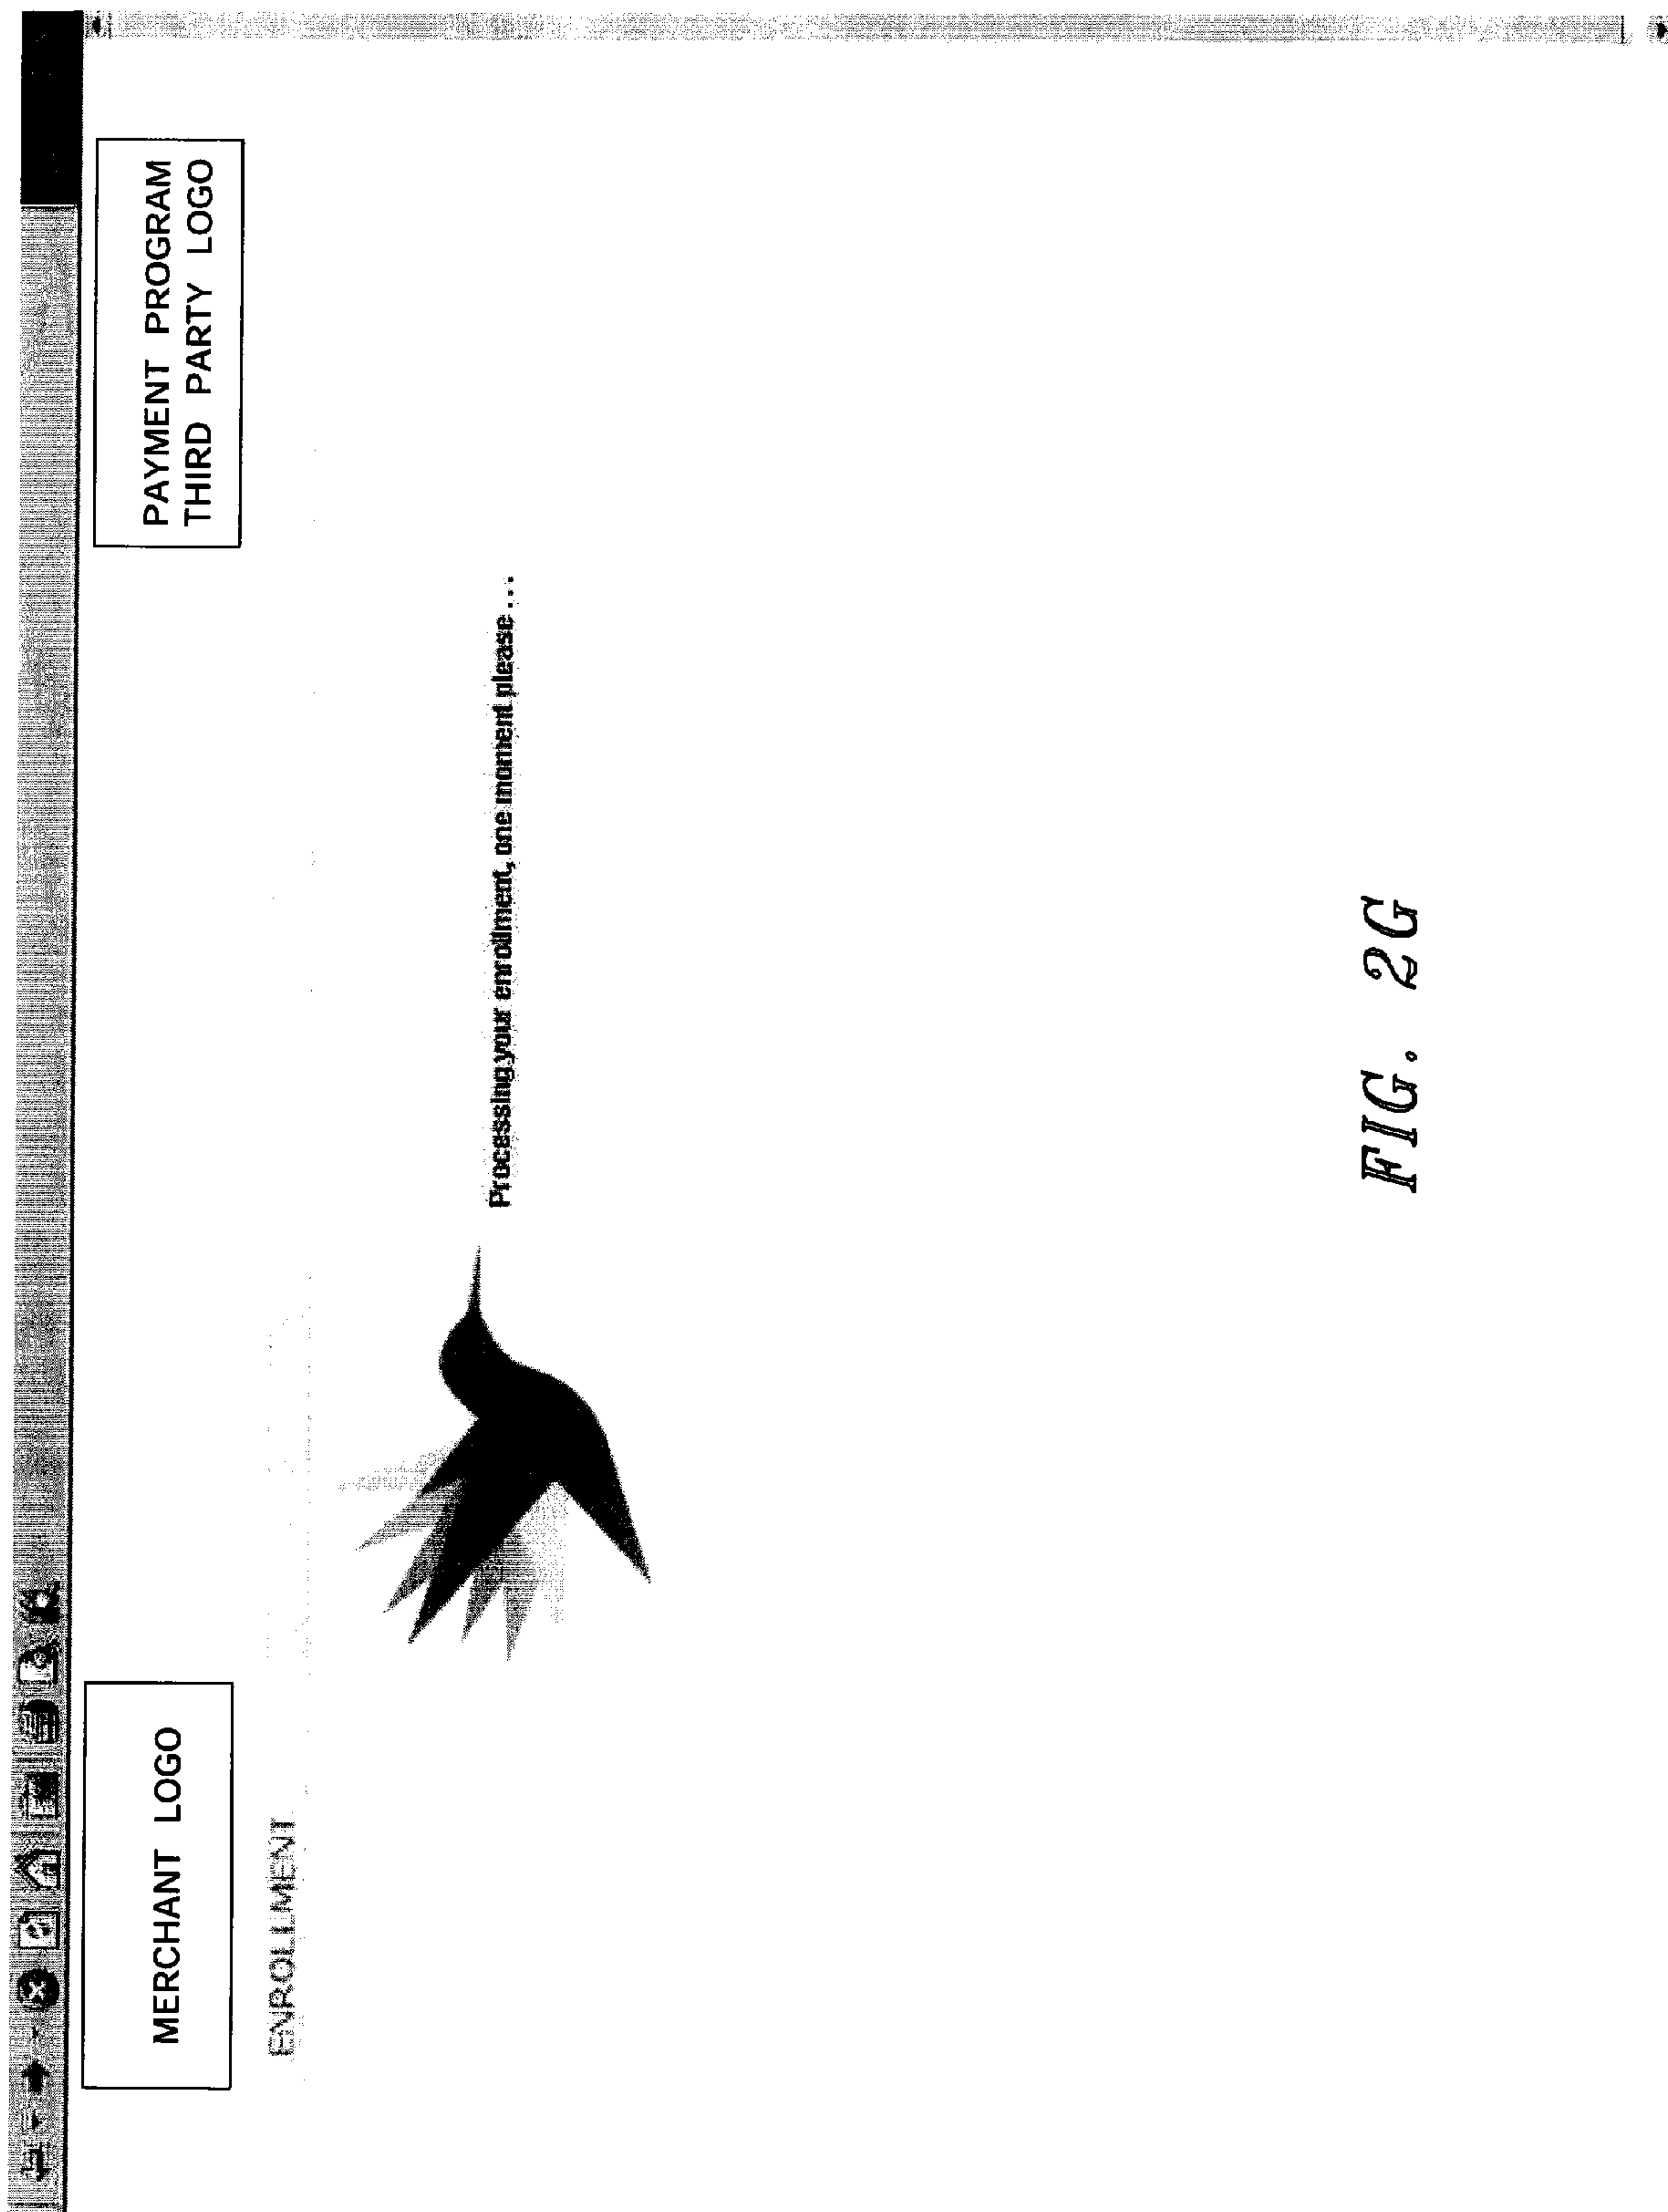 MERCHANT LOGO
PAYMENT PROGRAM
THIRD PARTY LOGO
ENROLLMENT
Processing your enrollment, one moment please...
FIG. 2G